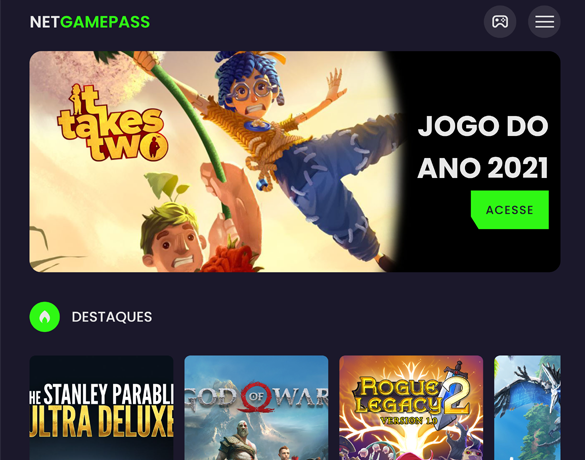 NETGAMEPASS
it
takes
two
JOGO DO
ANO 2021
ACESSE
DESTAQUES
HE STANLEY PARABL
ULTRA DELUXE
GOD OF WAR
ROGUE
LEGACY 2
VERSION 1.0